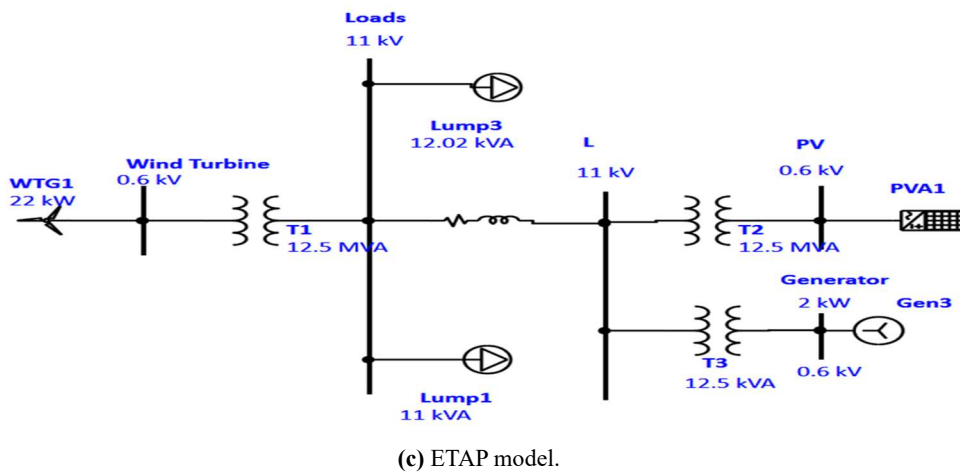 Loads
11 kV
Lump3
12.02 kVA
L
11 kV
PV
0.6 kV
PVA1
Wind Turbine
0.6 kV
WTG1
22 kW
T1
12.5 MVA
T2
12.5 MVA
Generator
2 kW
Gen3
T3
12.5 kVA
0.6 kV
Lump1
11 kVA
(c) ETAP model.